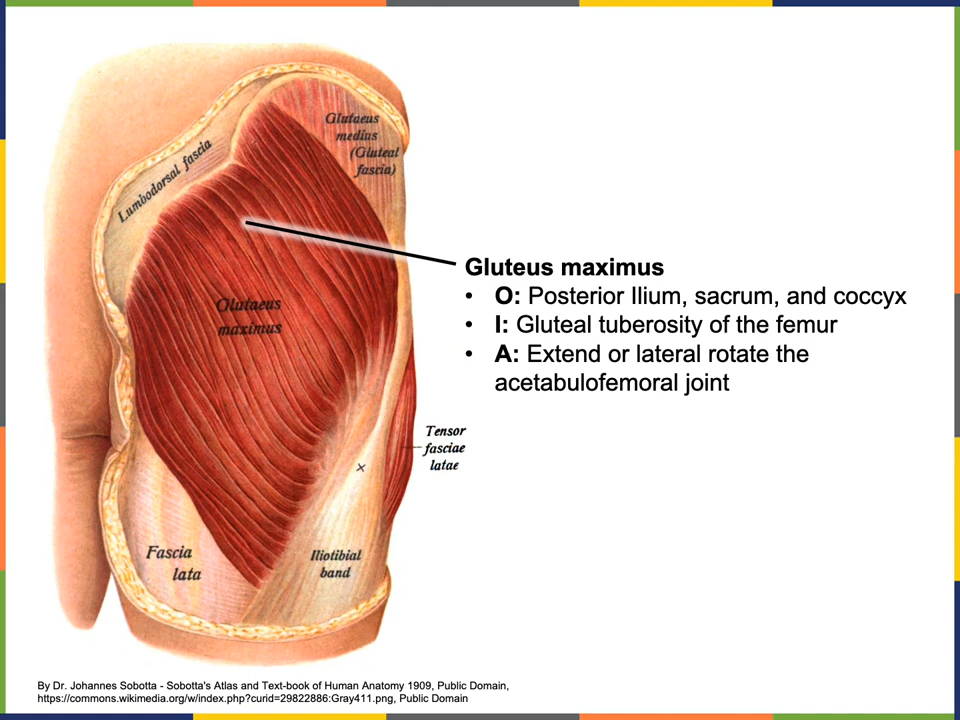 Glutaeus
medius
(Gluteal
fascia)
Lumbodorsal fascia
Gluteus maximus
• O: Posterior Ilium, sacrum, and coccyx
• I: Gluteal tuberosity of the femur
• A: Extend or lateral rotate the
acetabulofemoral joint
Glutaeus
maximus
Tensor
fasciae
latae
×
Fascia
lata
Iliotibial
band
By Dr. Johannes Sobotta - Sobotta's Atlas and Text-book of Human Anatomy 1909, Public Domain,
https://commons.wikimedia.org/w/index.php?curid=29822886:Gray411.png, Public Domain